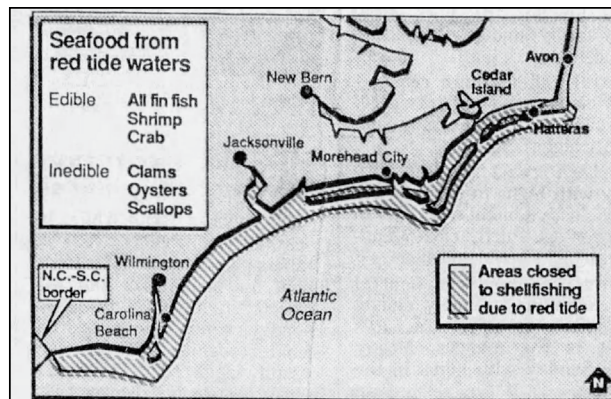 Seafood from
red tide waters
Edible
All fin fish
Shrimp
Crab
Inedible
Clams
Oysters
Scallops
New Bern
Cedar
Island
Avon
Hatteras
Jacksonville
Morehead City
Wilmington
N.C.-S.C.
border
Carolina
Beach
Atlantic
Ocean
Areas closed
to shellfishing
due to red tide
N